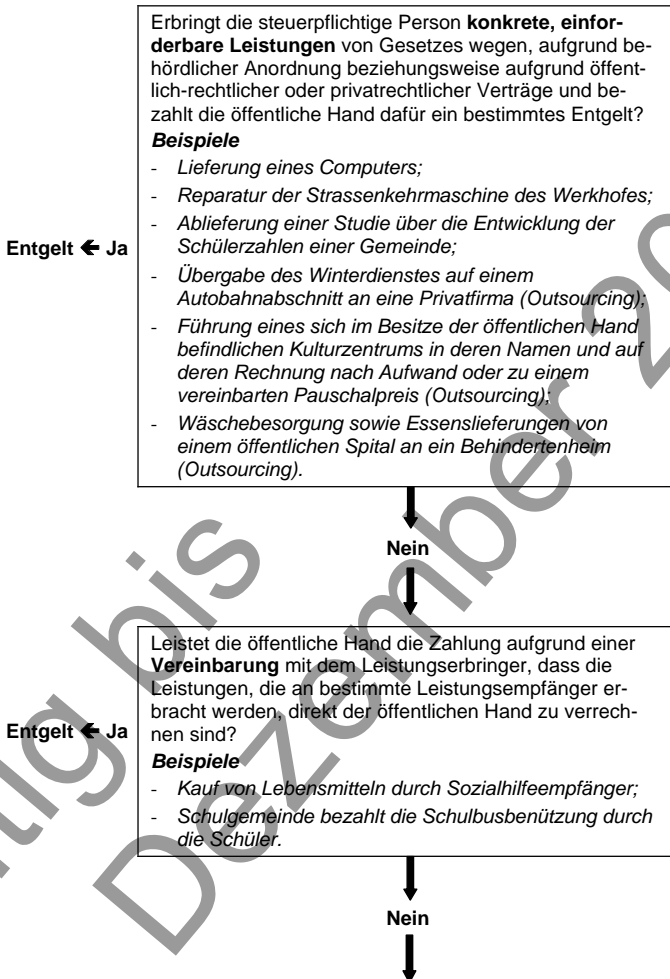 Erbringt die steuerpflichtige Person konkrete, einfor-
derbare Leistungen von Gesetzes wegen, aufgrund be-
hördlicher Anordnung beziehungsweise aufgrund öffent-
lich-rechtlicher oder privatrechtlicher Verträge und be-
zahlt die öffentliche Hand dafür ein bestimmtes Entgelt?
Beispiele
- Lieferung eines Computers;
- Reparatur der Strassenkehrmaschine des Werkhofes;
- Ablieferung einer Studie über die Entwicklung der
Schülerzahlen einer Gemeinde;
Entgelt ← Ja
- Übergabe des Winterdienstes auf einem
Autobahnabschnitt an eine Privatfirma (Outsourcing);
- Führung eines sich im Besitze der öffentlichen Hand
befindlichen Kulturzentrums in deren Namen und auf
deren Rechnung nach Aufwand oder zu einem
vereinbarten Pauschalpreis (Outsourcing);
- Wäschebesorgung sowie Essenslieferungen von
einem öffentlichen Spital an ein Behindertenheim
(Outsourcing).
Nein
Leistet die öffentliche Hand die Zahlung aufgrund einer
Vereinbarung mit dem Leistungserbringer, dass die
Leistungen, die an bestimmte Leistungsempfänger er-
bracht werden, direkt der öffentlichen Hand zu verrech-
nen sind?
Entgelt ← Ja
Beispiele
- Kauf von Lebensmitteln durch Sozialhilfeempfänger;
- Schulgemeinde bezahlt die Schulbusbenützung durch
die Schüler.
Nein
bis
Dezember